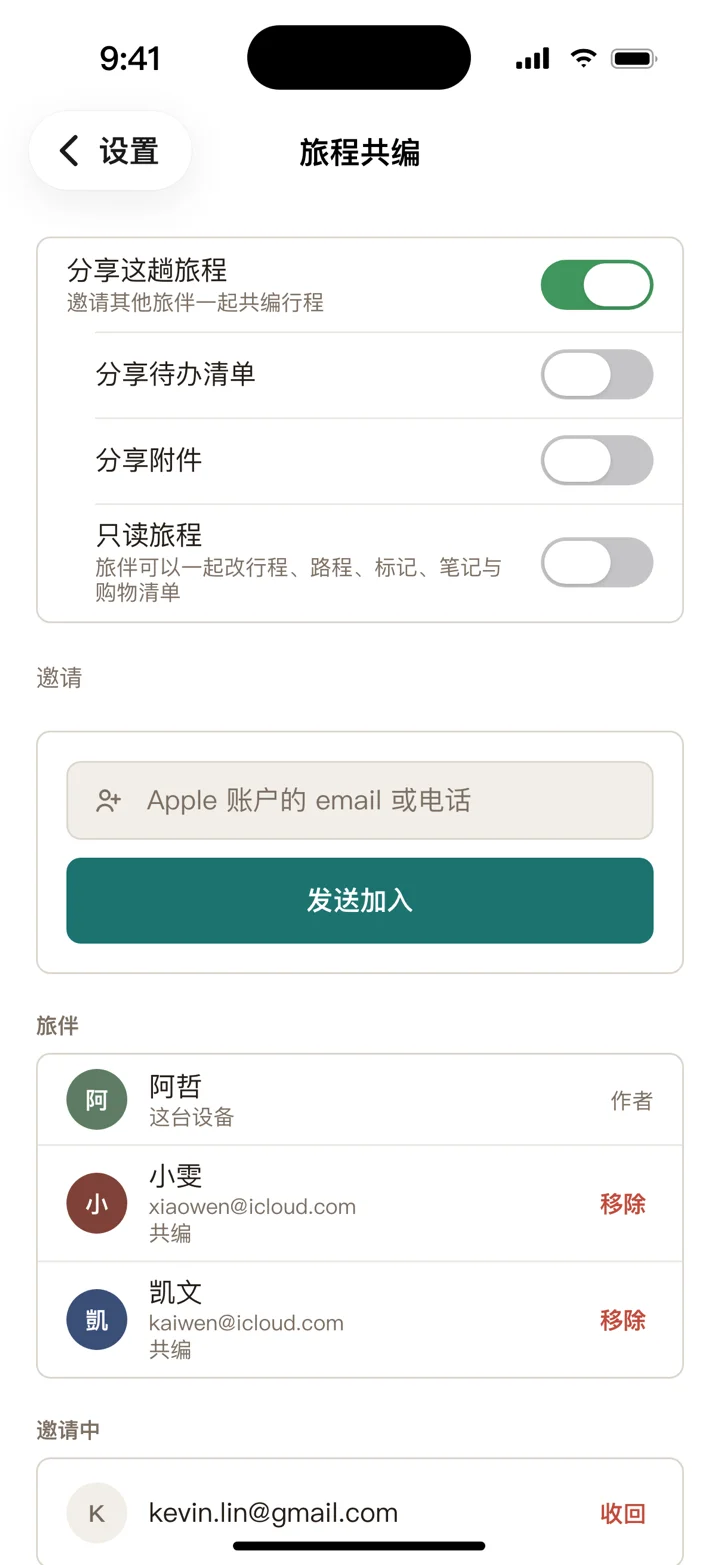 9:41
设置
旅程共编
分享这趟旅程
邀请其他旅伴一起共编行程
分享待办清单
分享附件
只读旅程
旅伴可以一起改行程、路程、标记、笔记与
购物清单
邀请
Apple 账户的 email 或电话
发送加入
旅伴
阿
阿哲
这台设备
作者
小
小雯
xiaowen@icloud.com
共编
移除
凱
凯文
kaiwen@icloud.com
共编
移除
邀请中
K
kevin.lin@gmail.com
收回